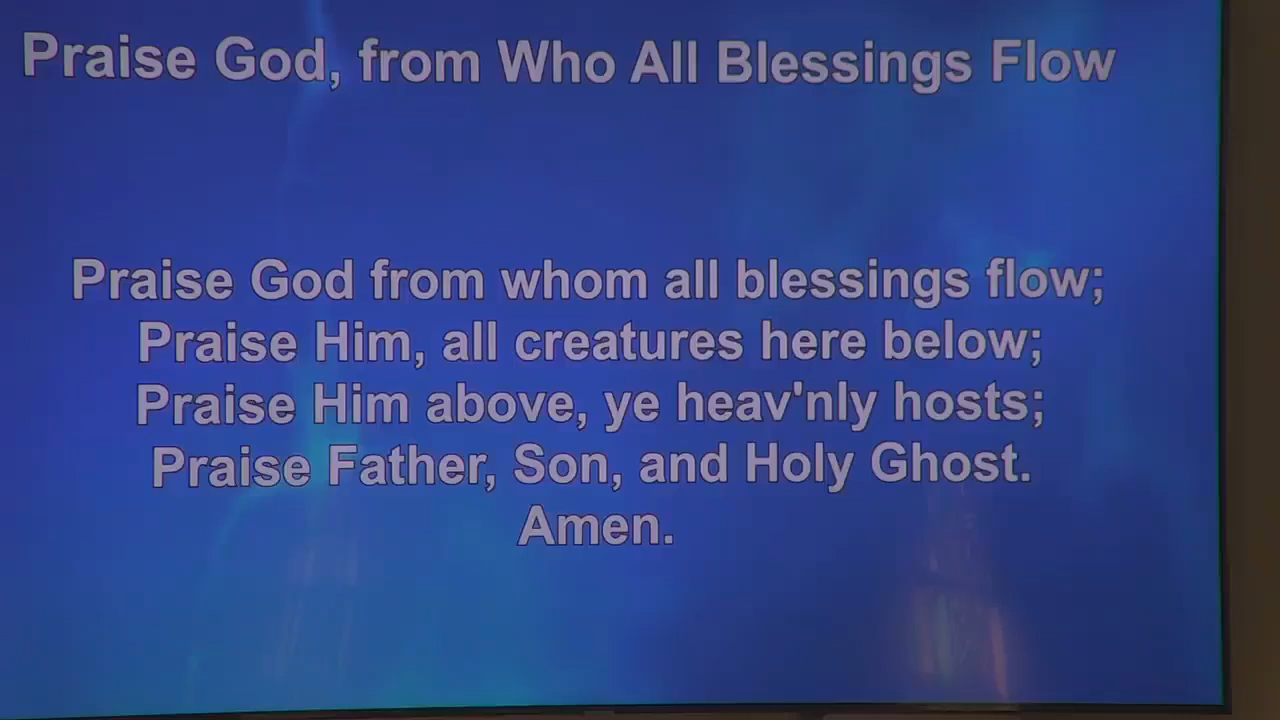 Praise God, from Who All Blessings Flow
Praise God from whom all blessings flow;
Praise Him, all creatures here below;
Praise Him above, ye heav'nly hosts;
Praise Father, Son, and Holy Ghost.
Amen.